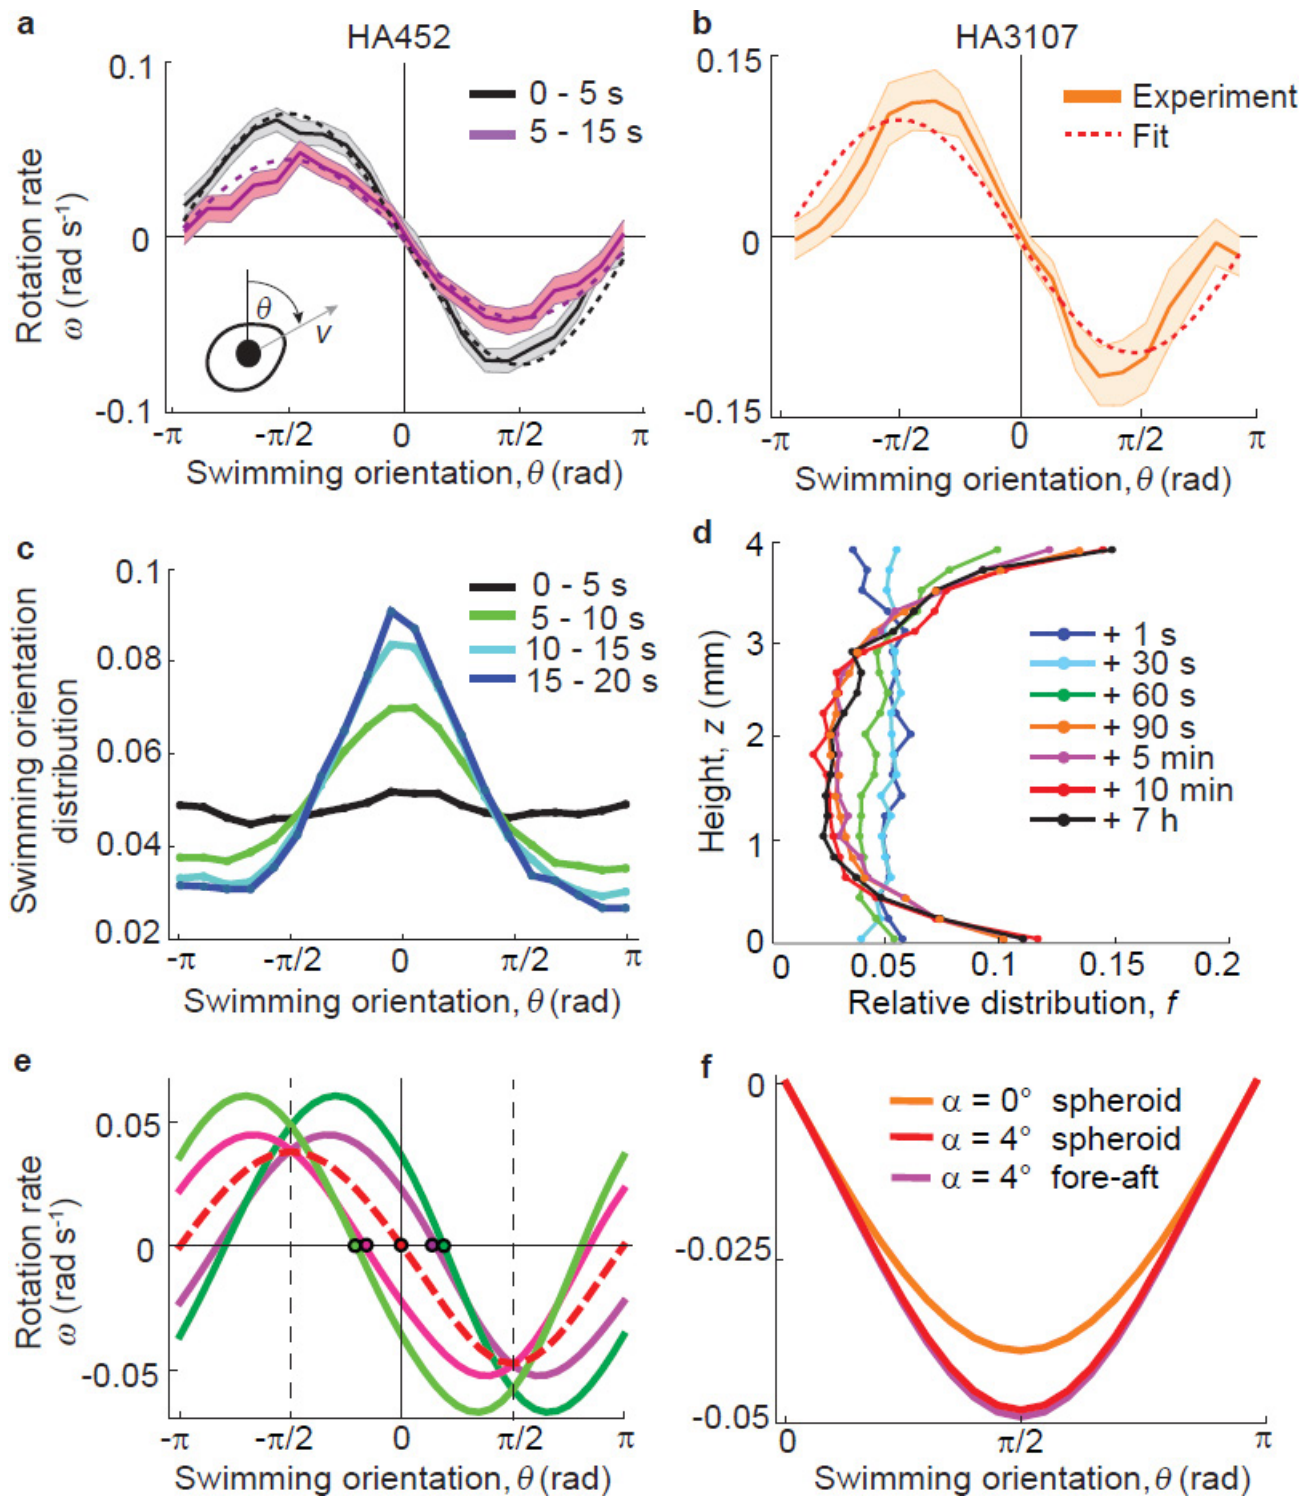 a
HA452
0.1
0
-0.1
Rotation rate
ω (rad s-1)
0 - 5 s
5 - 15 s
θ
v
-π
-π/2
0
π/2
π
Swimming orientation, θ (rad)
b
HA3107
0.15
0
-0.15
Experiment
Fit
-π
-π/2
0
π/2
π
Swimming orientation, θ (rad)
c
0.1
0.08
0.06
0.04
0.02
Swimming orientation
distribution
0 - 5 s
5 - 10 s
10 - 15 s
15 - 20 s
-π
-π/2
0
π/2
π
Swimming orientation, θ (rad)
d
4
3
2
1
0
Height, z (mm)
+ 1 s
+ 30 s
+ 60 s
+ 90 s
+ 5 min
+ 10 min
+ 7 h
0
0.05
0.1
0.15
0.2
Relative distribution, f
e
0.05
0
-0.05
Rotation rate
ω (rad s-1)
-π
-π/2
0
π/2
π
Swimming orientation, θ (rad)
f
0
-0.025
-0.05
α = 0° spheroid
α = 4° spheroid
α = 4° fore-aft
0
π/2
π
Swimming orientation, θ (rad)